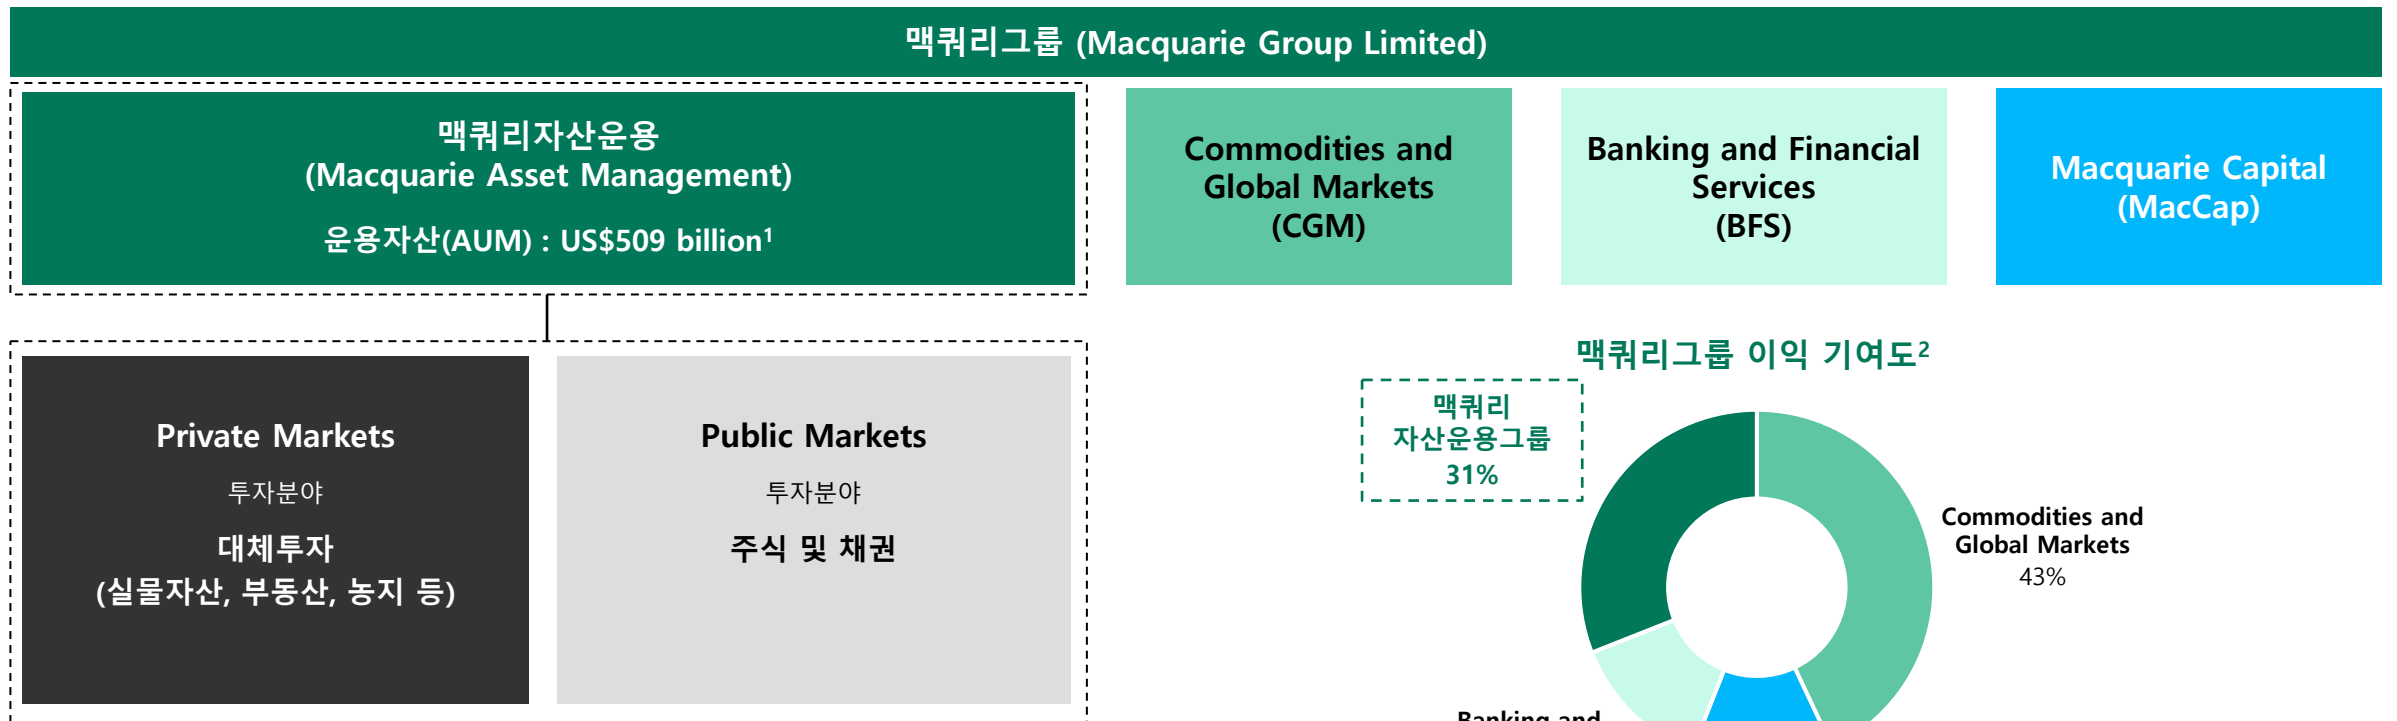 맥쿼리그룹 (Macquarie Group Limited)
맥쿼리자산운용
(Macquarie Asset Management)
운용자산(AUM) : US$509 billion¹
Commodities and
Global Markets
(CGM)
Banking and Financial
Services
(BFS)
Macquarie Capital
(MacCap)
Private Markets
투자분야
대체투자
(실물자산, 부동산, 농지 등)
Public Markets
투자분야
주식 및 채권
맥쿼리그룹 이익 기여도²
맥쿼리
자산운용그룹
31%
Commodities and
Global Markets
43%
Banking and